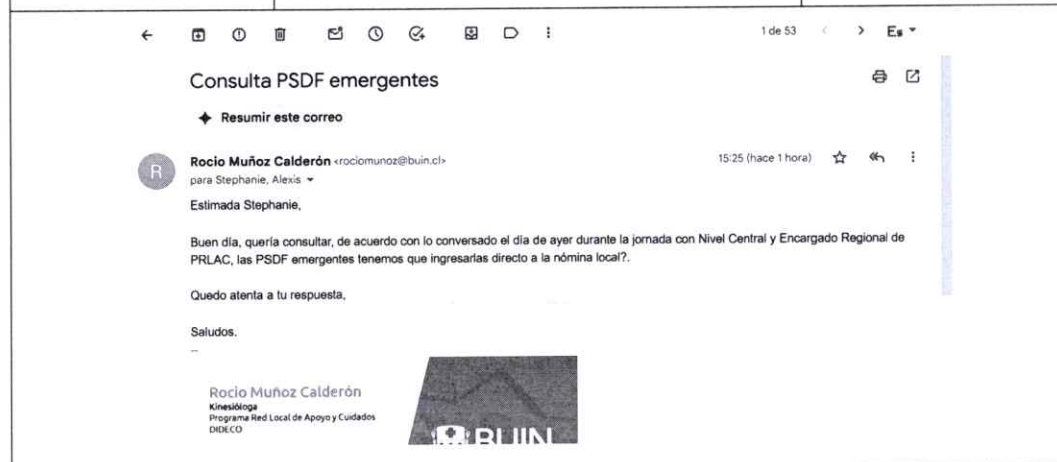 1 de 53
Es
Consulta PSDF emergentes
Resumir este correo
R
Rocio Muñoz Calderón <rociomunoz@buin.cl>
15:25 (hace 1 hora)
para Stephanie, Alexis
Estimada Stephanie,
Buen día, quería consultar, de acuerdo con lo conversado el día de ayer durante la jornada con Nivel Central y Encargado Regional de
PRLAC, las PSDF emergentes tenemos que ingresarlas directo a la nómina local?.
Quedo atenta a tu respuesta,
Saludos.
--
Rocio Muñoz Calderón
Kinesióloga
Programa Red Local de Apoyo y Cuidados
DIDECO
BUIN